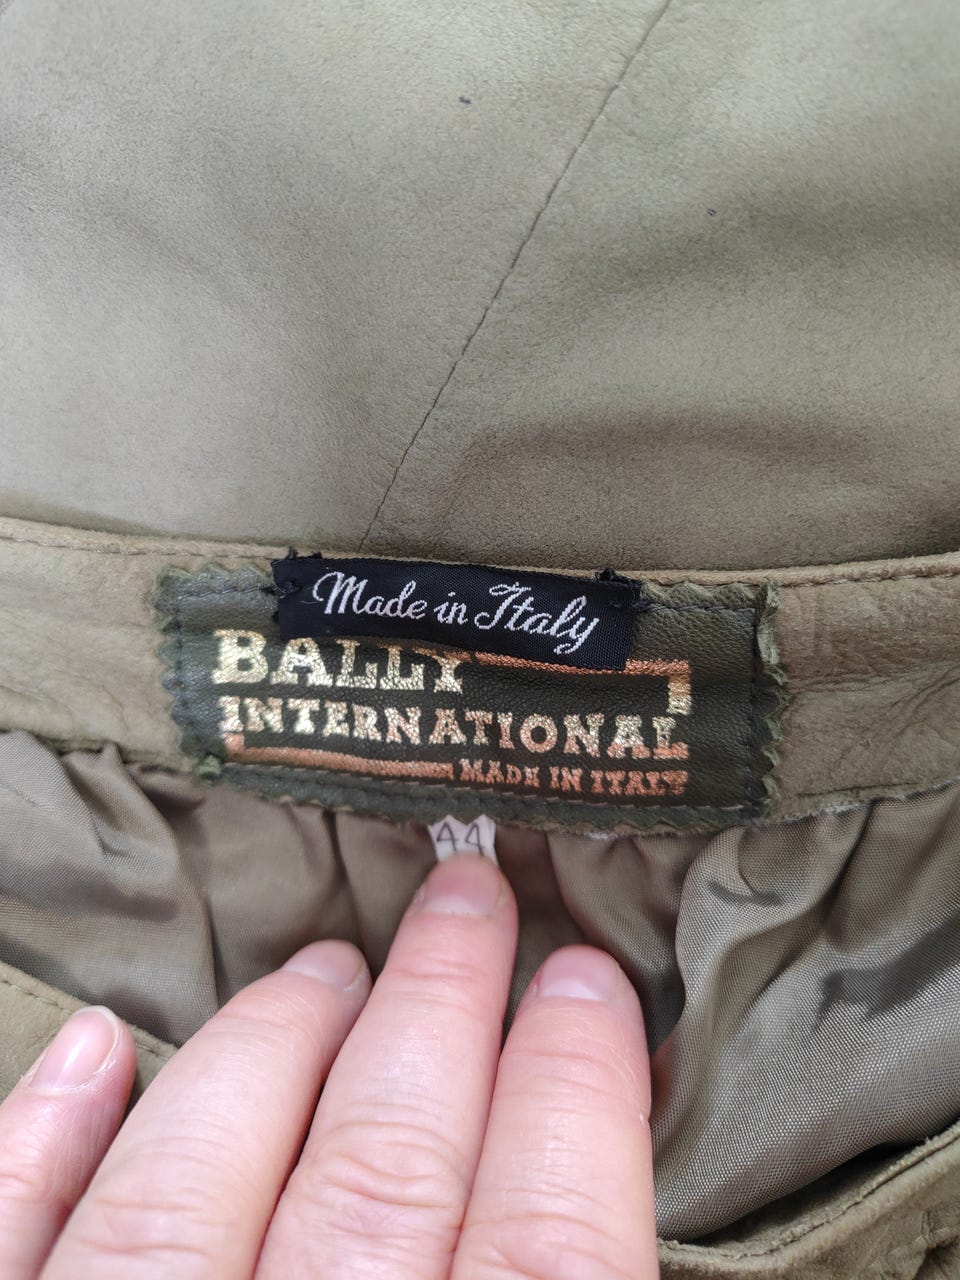 Made in Italy
BALLY
INTERNATIONAL
MADE IN ITALY
44